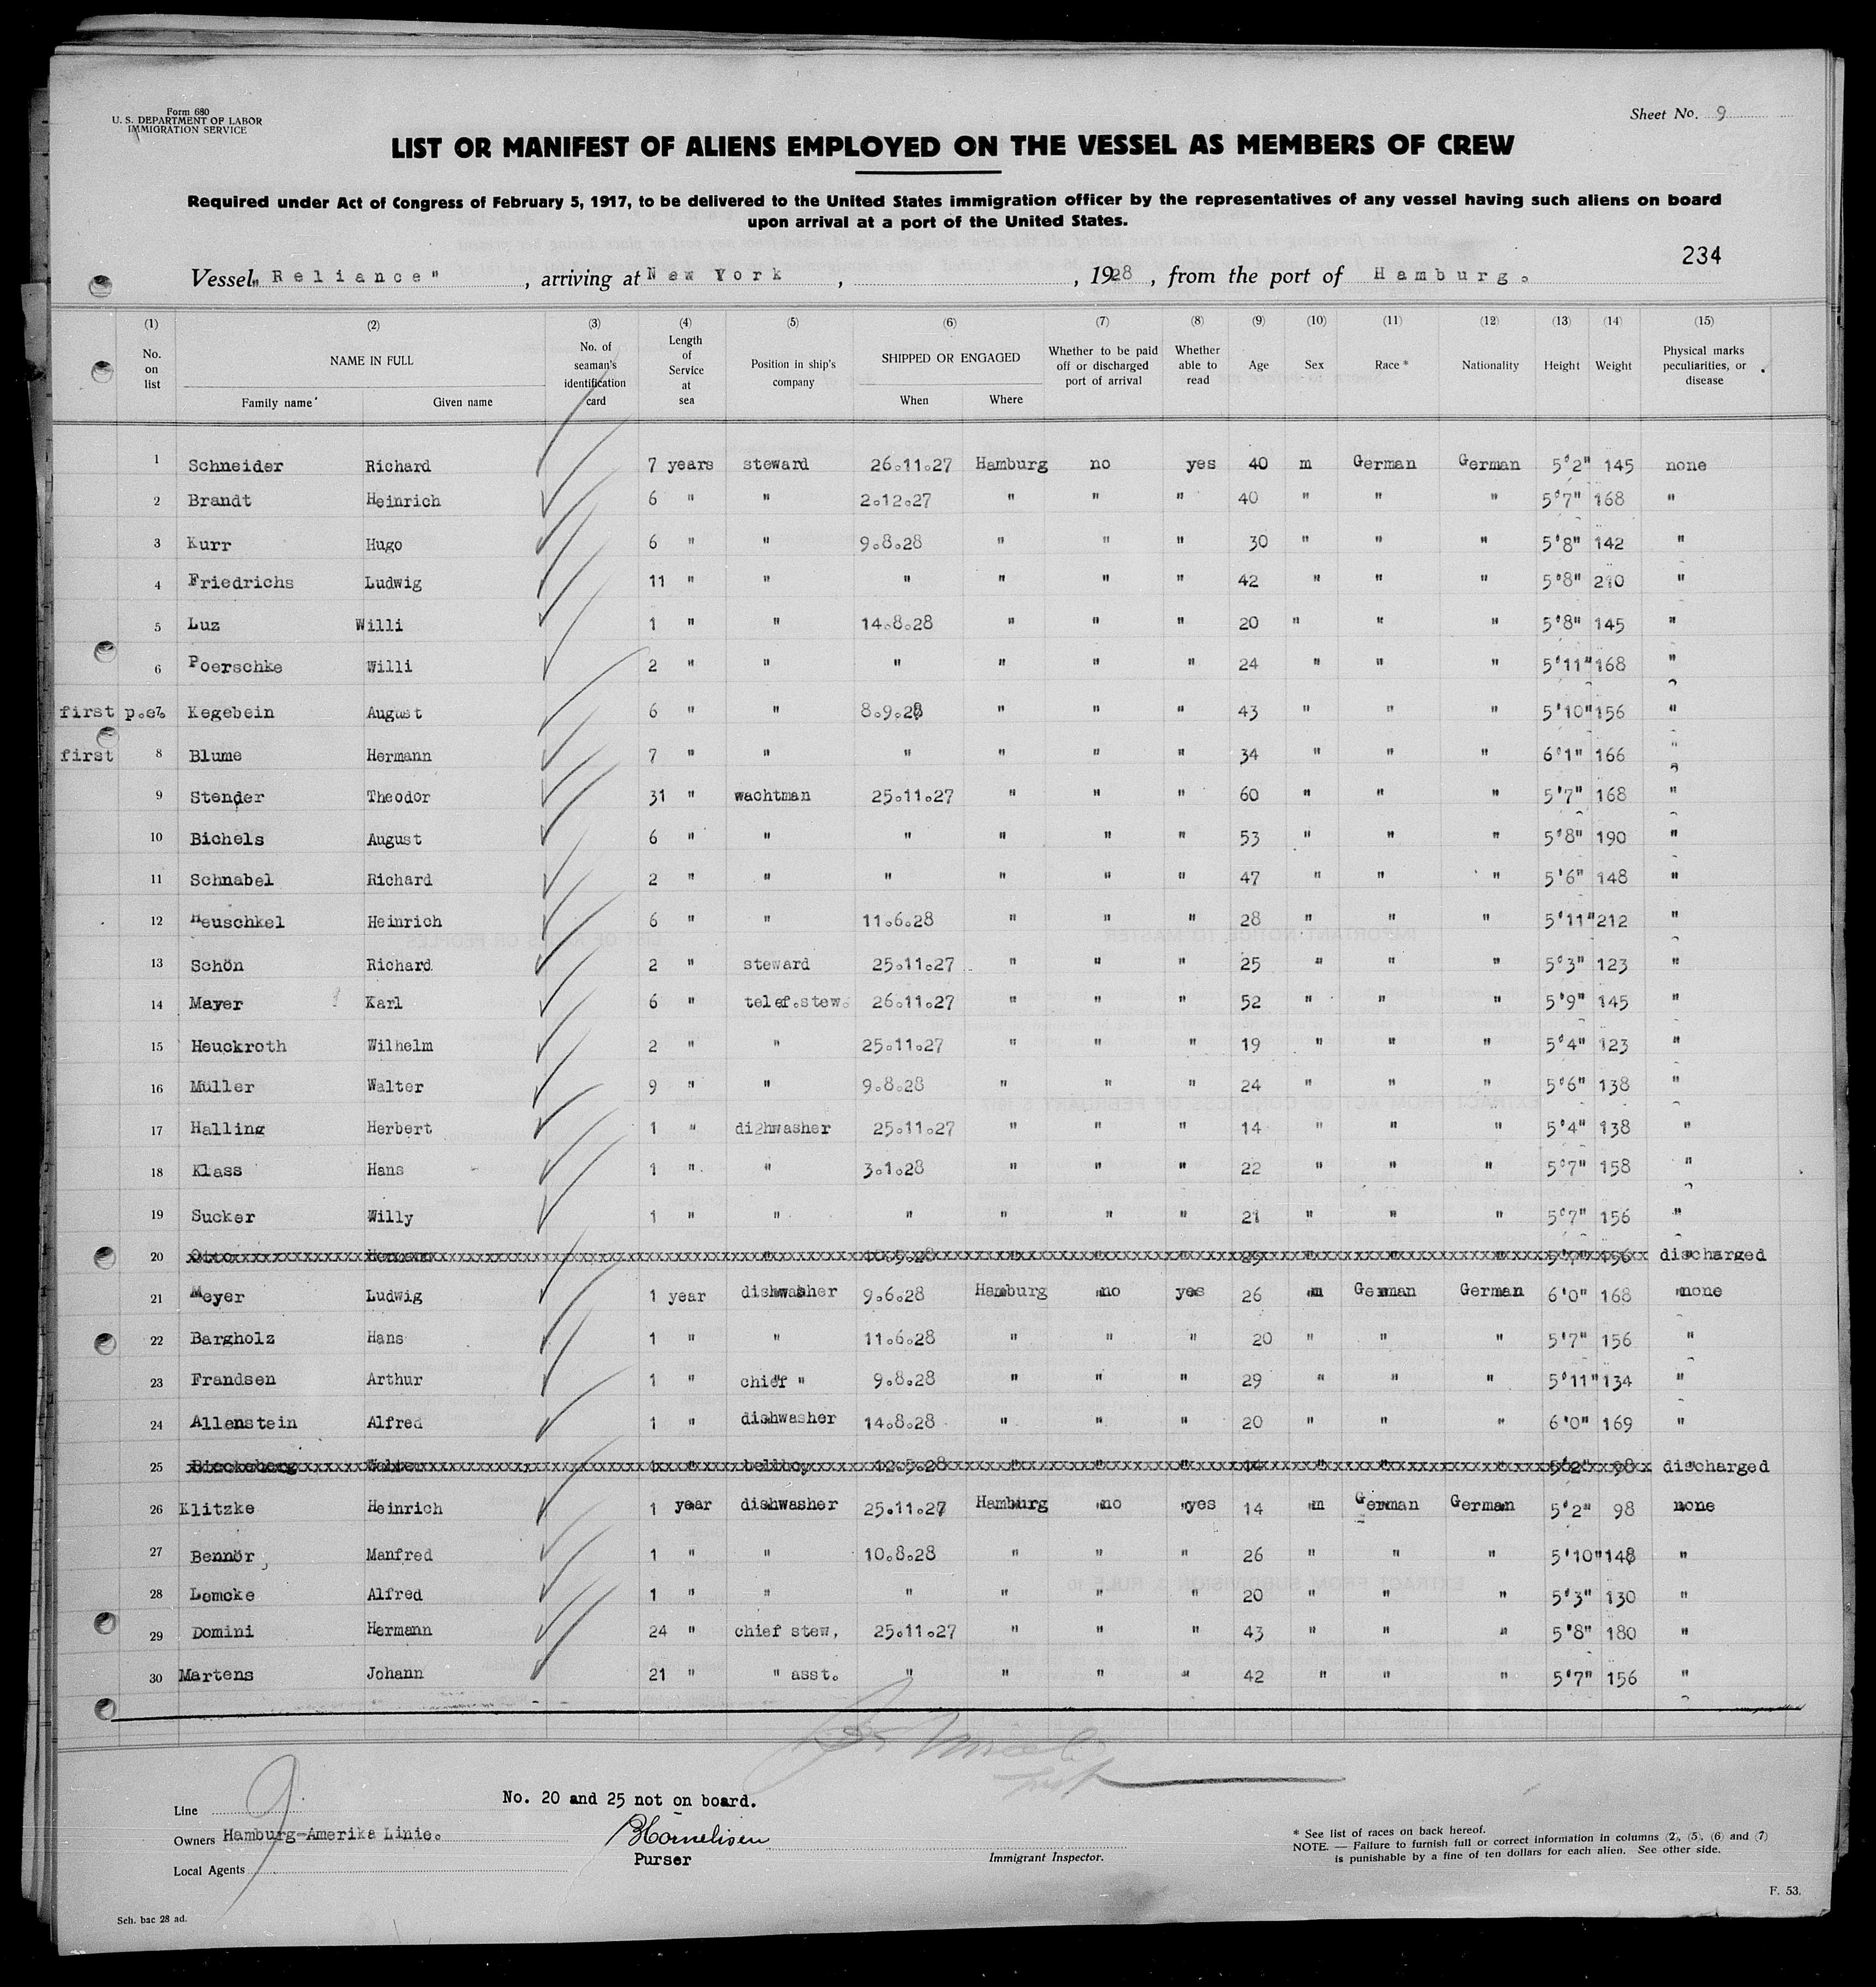 Form 680
U. S. DEPARTMENT OF LABOR
IMMIGRATION SERVICE
Sheet No. 9
LIST OR MANIFEST OF ALIENS EMPLOYED ON THE VESSEL AS MEMBERS OF CREW
Required under Act of Congress of February 5, 1917, to be delivered to the United States immigration officer by the representatives of any vessel having such aliens on board
upon arrival at a port of the United States.
234
Vessel "Reliance" , arriving at New York , , 1928 , from the port of Hamburg.
(1) (2) (3) (4) (5) (6) (7) (8) (9) (10) (11) (12) (13) (14) (15)
No. on list NAME IN FULL Family name Given name No. of seaman's identification card Length of Service at sea Position in ship's company SHIPPED OR ENGAGED When Where Whether to be paid off or discharged port of arrival Whether able to read Age Sex Race * Nationality Height Weight Physical marks peculiarities, or disease
1 Schneider Richard 7 years steward 26.11.27 Hamburg no yes 40 m German German 5'2" 145 none
2 Brandt Heinrich 6 " " 2.12.27 " " " 40 " " " 5'7" 168 "
3 Kurr Hugo 6 " " 9.8.28 " " " 30 " " " 5'8" 142 "
4 Friedrichs Ludwig 11 " " " " " " 42 " " " 5'8" 210 "
5 Luz Willi 1 " " 14.8.28 " " " 20 " " " 5'8" 145 "
6 Poerschke Willi 2 " " " " " " 24 " " " 5'11" 168 "
first p.e. 7 Kegebein August 6 " " 8.9.28 " " " 43 " " " 5'10" 156 "
first 8 Blume Hermann 7 " " " " " " 34 " " " 6'1" 166 "
9 Stender Theodor 31 " wachtman 25.11.27 " " " 60 " " " 5'7" 168 "
10 Bichels August 6 " " " " " " 53 " " " 5'8" 190 "
11 Schnabel Richard 2 " " " " " " 47 " " " 5'6" 148 "
12 Heuschkel Heinrich 6 " " 11.6.28 " " " 28 " " " 5'11" 212 "
13 Schön Richard 2 " steward 25.11.27 " " " 25 " " " 5'3" 123 "
14 Mayer Karl 6 " telef.stew. 26.11.27 " " " 52 " " " 5'9" 145 "
15 Heuckroth Wilhelm 2 " " 25.11.27 " " " 19 " " " 5'4" 123 "
16 Müller Walter 9 " " 9.8.28 " " " 24 " " " 5'6" 138 "
17 Halling Herbert 1 " dishwasher 25.11.27 " " " 14 " " " 5'4" 138 "
18 Klass Hans 1 " " 3.1.28 " " " 22 " " " 5'7" 158 "
19 Sucker Willy 1 " " " " " " 21 " " " 5'7" 156 "
20 Otto Hermann " 10.5.28 " " " 25 " " " 5'7" 156 discharged
21 Meyer Ludwig 1 year dishwasher 9.6.28 Hamburg no yes 26 m German German 6'0" 168 none
22 Bargholz Hans 1 " " 11.6.28 " " " 20 " " " 5'7" 156 "
23 Frandsen Arthur 1 " chief " 9.8.28 " " " 29 " " " 5'11" 134 "
24 Allenstein Alfred 1 " dishwasher 14.8.28 " " " 20 " " " 6'0" 169 "
25 Walter 1 " bellboy 12.5.28 " " " 14 " " " 5'2" 98 discharged
26 Klitzke Heinrich 1 year dishwasher 25.11.27 Hamburg no yes 14 m German German 5'2" 98 none
27 Bennör Manfred 1 " " 10.8.28 " " " 26 " " " 5'10" 148 "
28 Lemcke Alfred 1 " " " " " " 20 " " " 5'3" 130 "
29 Domini Hermann 24 " chief stew, 25.11.27 " " " 43 " " " 5'8" 180 "
30 Martens Johann 21 " " asst. " " " " 42 " " " 5'7" 156 "
No. 20 and 25 not on board.
Line
Owners Hamburg-Amerika Linie.
Local Agents
Purser
Immigrant Inspector.
* See list of races on back hereof.
NOTE. — Failure to furnish full or correct information in columns (2), (5), (6) and (7)
is punishable by a fine of ten dollars for each alien. See other side.
F. 53.
Sch. bac 28 ad.